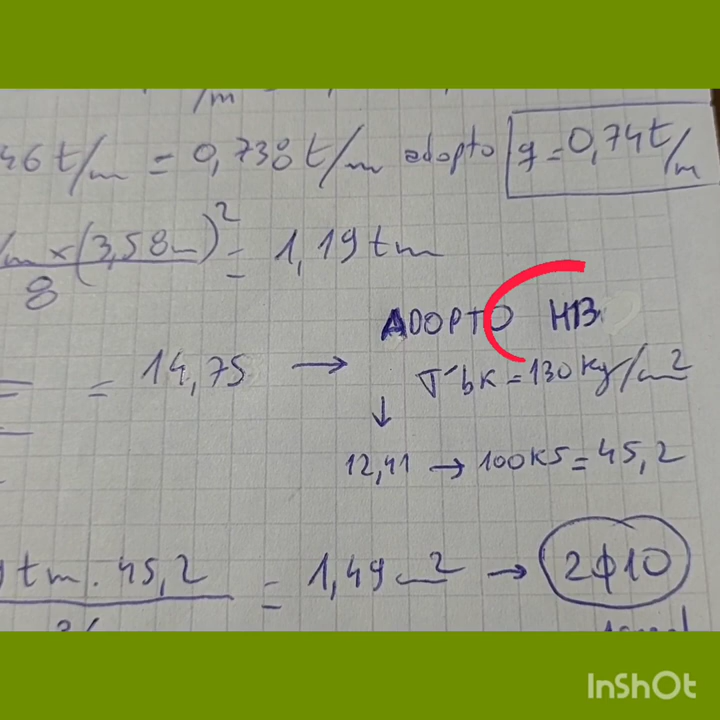 /m
46 t/m = 0,738 t/m adopto g = 0,74 t/m
/m x (3,58m)² = 1,19 tm
8
ADOPTO H13
= = 14,75 → σ'bk = 130 kg/cm²
↓
12,41 → 100KS = 45,2
tm . 45,2 = 1,49 cm² → 2φ10
InShOt